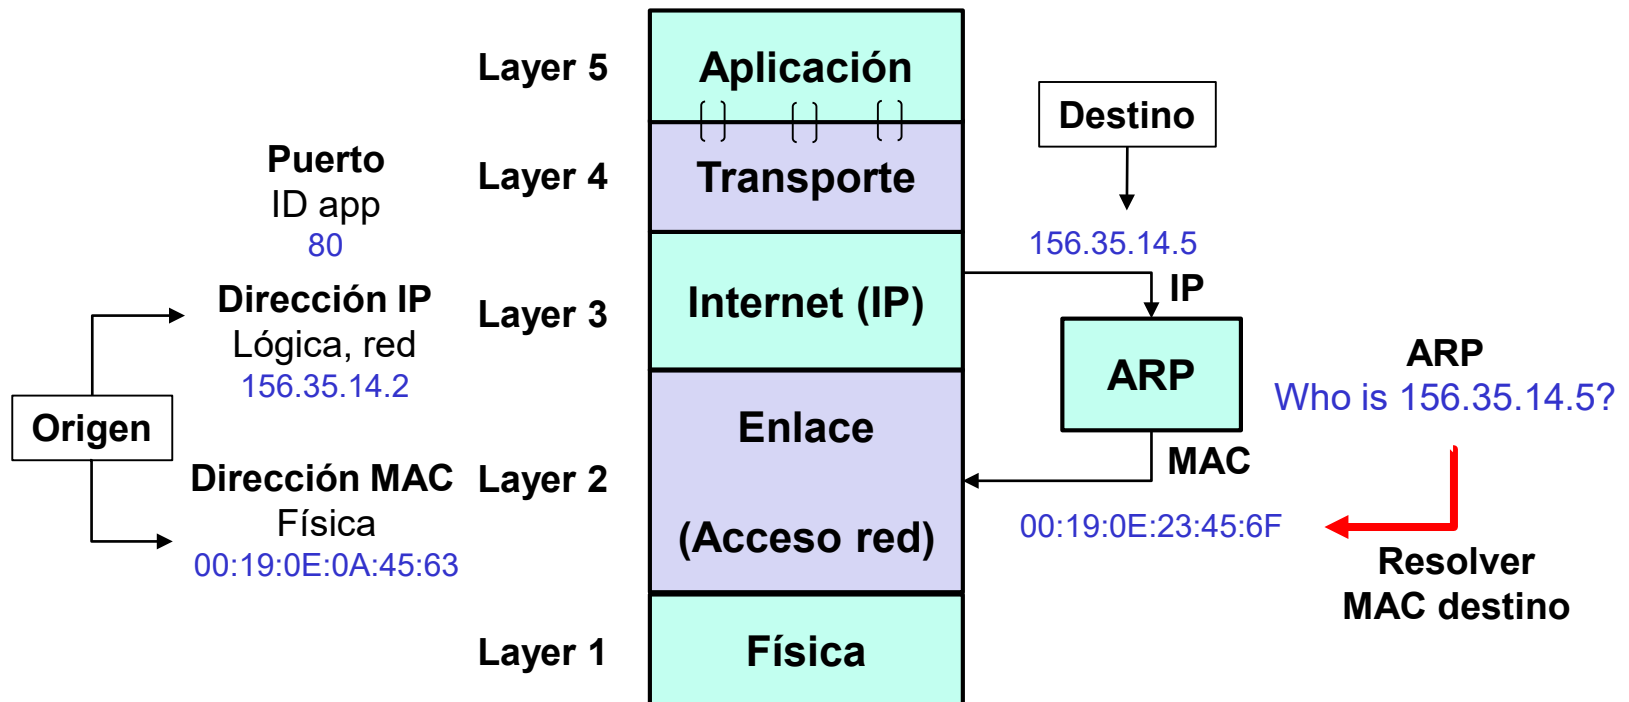 Layer 5
Aplicación
Destino
Puerto
ID app
80
Layer 4
Transporte
156.35.14.5
Dirección IP
Lógica, red
156.35.14.2
Layer 3
Internet (IP)
IP
ARP
ARP
Who is 156.35.14.5?
Origen
Dirección MAC
Física
00:19:0E:0A:45:63
Layer 2
Enlace
(Acceso red)
MAC
00:19:0E:23:45:6F
Resolver
MAC destino
Layer 1
Física